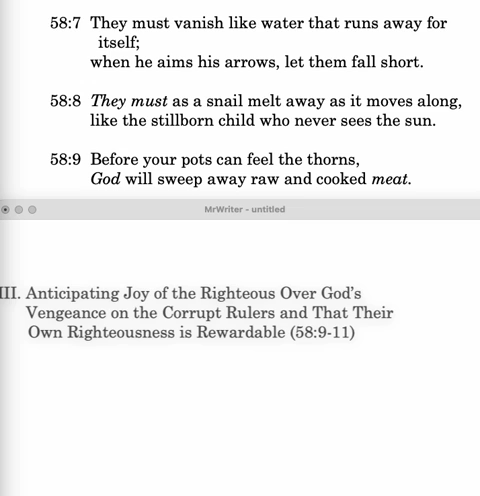 58:7 They must vanish like water that runs away for
itself;
when he aims his arrows, let them fall short.
58:8 They must as a snail melt away as it moves along,
like the stillborn child who never sees the sun.
58:9 Before your pots can feel the thorns,
God will sweep away raw and cooked meat.
MrWriter - untitled
III. Anticipating Joy of the Righteous Over God's
Vengeance on the Corrupt Rulers and That Their
Own Righteousness is Rewardable (58:9-11)